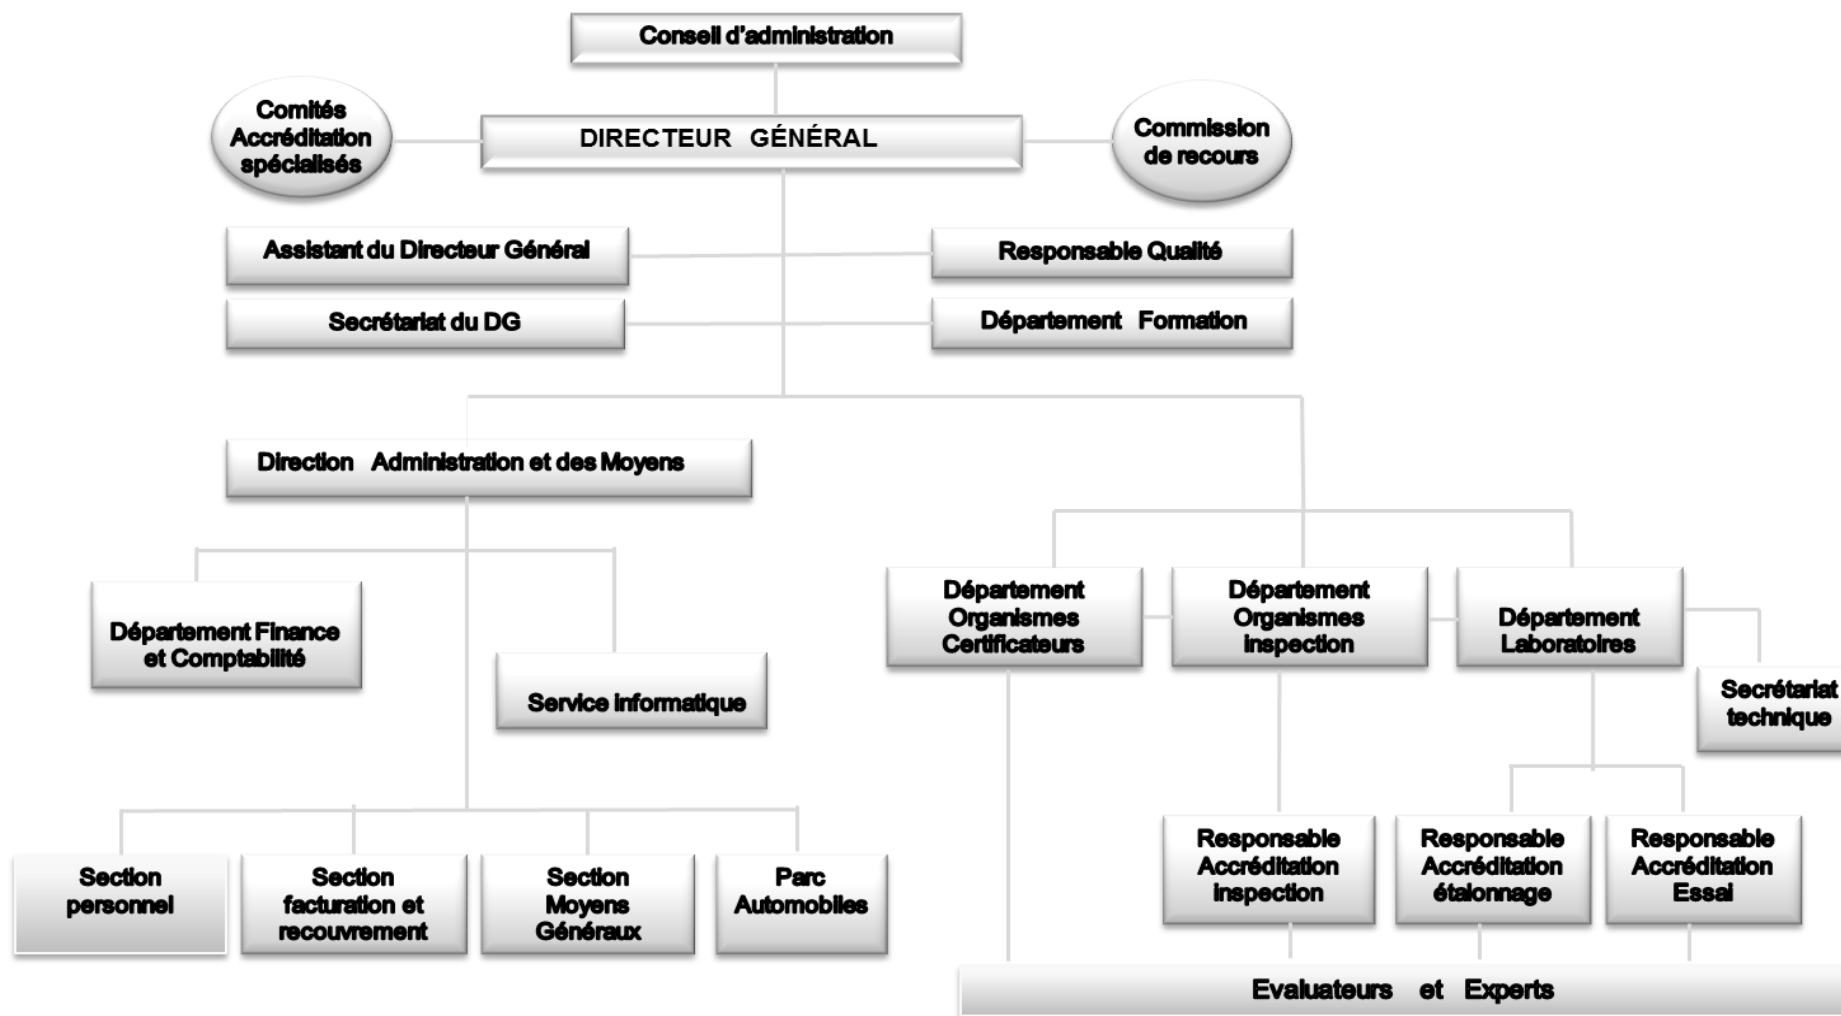 Conseil d'administration
Comités
Accréditation
spécialisés
DIRECTEUR GÉNÉRAL
Commission
de recours
Assistant du Directeur Général
Responsable Qualité
Secrétariat du DG
Département Formation
Direction Administration et des Moyens
Département Finance
et Comptabilité
Service informatique
Département
Organismes
Certificateurs
Département
Organismes
inspection
Département
Laboratoires
Secrétariat
technique
Section
personnel
Section
facturation et
recouvrement
Section
Moyens
Généraux
Parc
Automobiles
Responsable
Accréditation
inspection
Responsable
Accréditation
étalonnage
Responsable
Accréditation
Essai
Evaluateurs et Experts